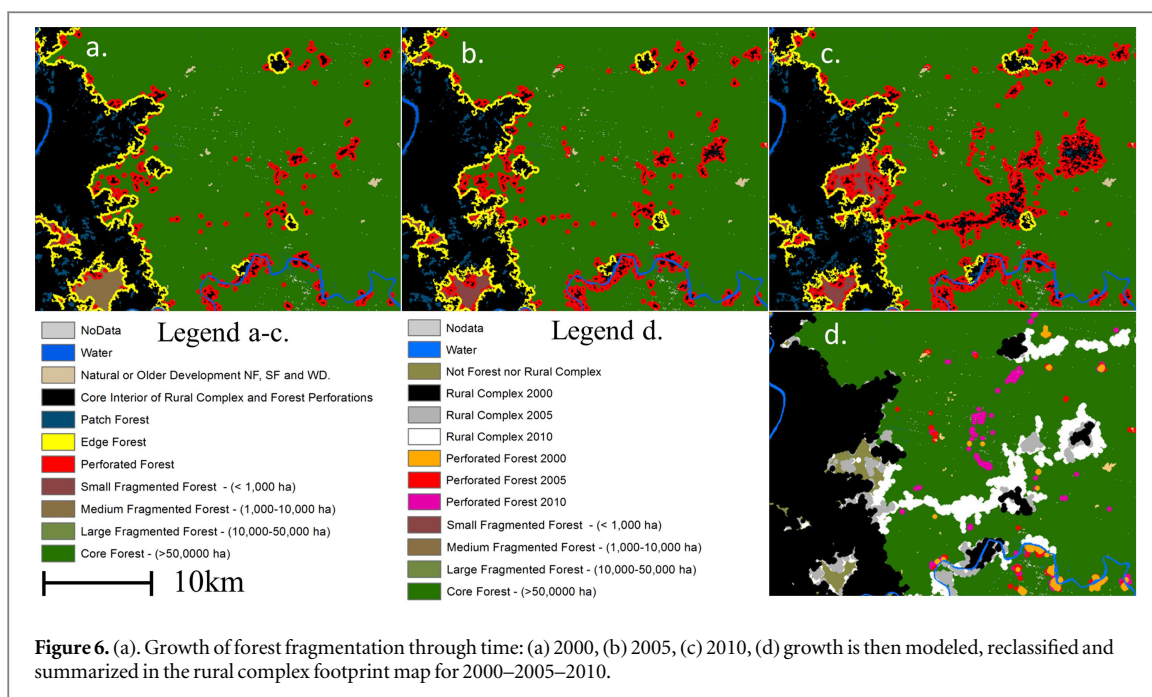 a.
b.
c.
Legend a-c.
NoData
Water
Natural or Older Development NF, SF and WD.
Core Interior of Rural Complex and Forest Perforations
Patch Forest
Edge Forest
Perforated Forest
Small Fragmented Forest - (< 1,000 ha)
Medium Fragmented Forest - (1,000-10,000 ha)
Large Fragmented Forest - (10,000-50,000 ha)
Core Forest - (>50,0000 ha)
10km
Legend d.
Nodata
Water
Not Forest nor Rural Complex
Rural Complex 2000
Rural Complex 2005
Rural Complex 2010
Perforated Forest 2000
Perforated Forest 2005
Perforated Forest 2010
Small Fragmented Forest - (< 1,000 ha)
Medium Fragmented Forest - (1,000-10,000 ha)
Large Fragmented Forest - (10,000-50,000 ha)
Core Forest - (>50,0000 ha)
d.
Figure 6. (a). Growth of forest fragmentation through time: (a) 2000, (b) 2005, (c) 2010, (d) growth is then modeled, reclassified and
summarized in the rural complex footprint map for 2000–2005–2010.